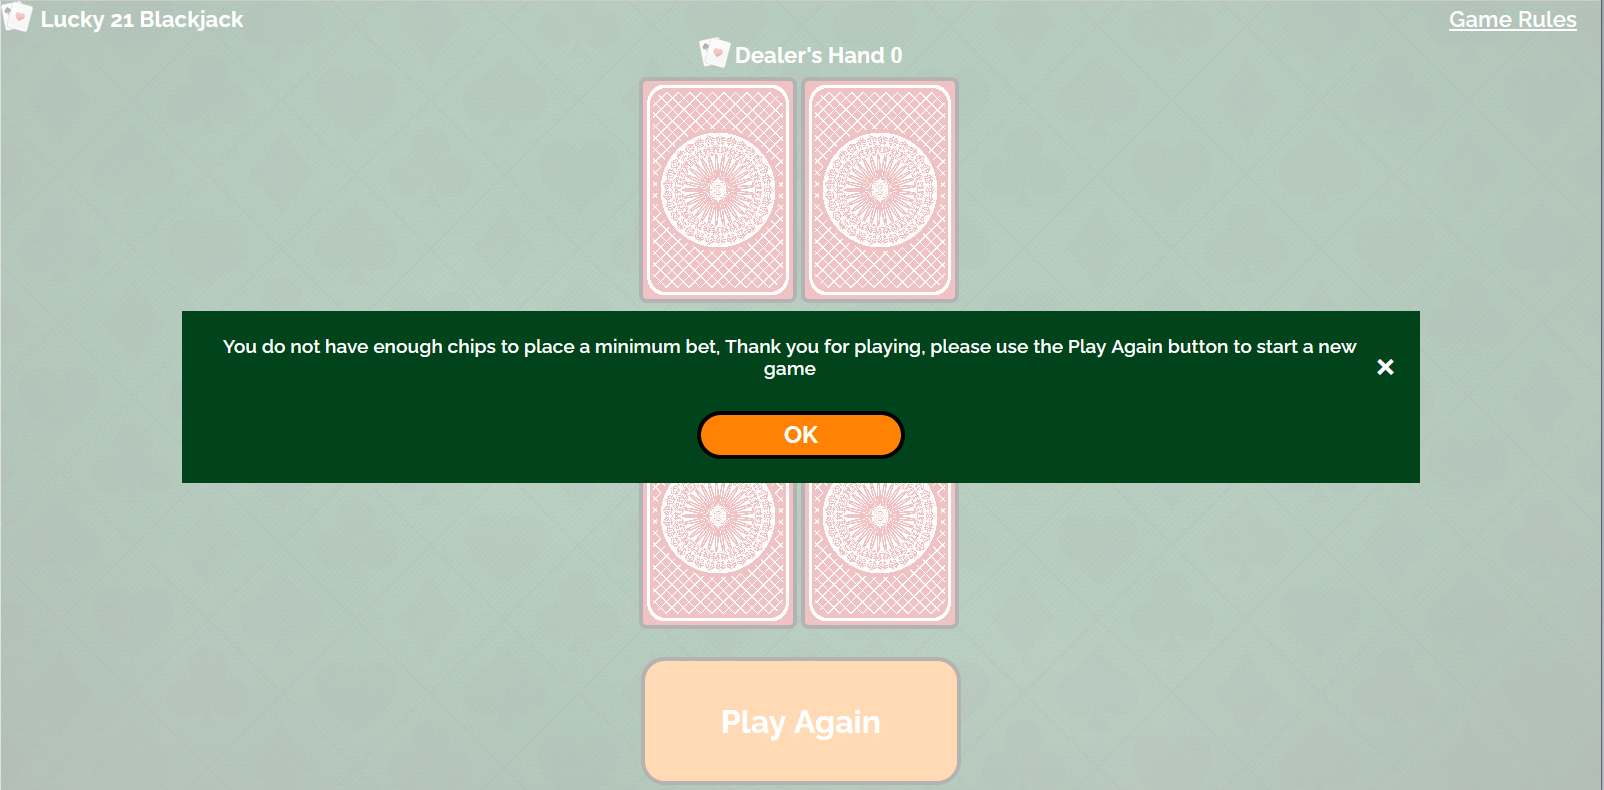 Lucky 21 Blackjack
Game Rules
Dealer's Hand 0
You do not have enough chips to place a minimum bet, Thank you for playing, please use the Play Again button to start a new
game
×
OK
Play Again